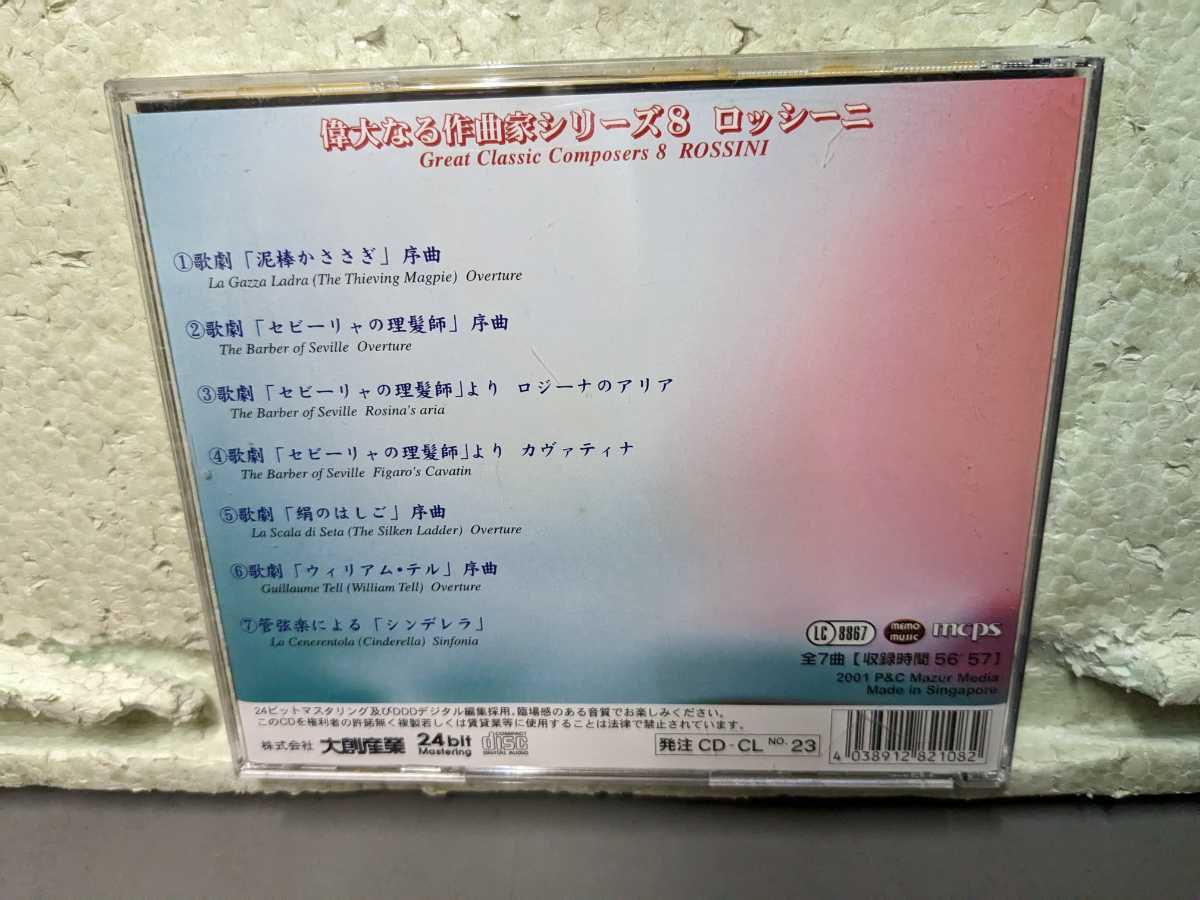 偉大なる作曲家シリーズ8 ロッシーニ
Great Classic Composers 8 ROSSINI
①歌劇「泥棒かささぎ」序曲
La Gazza Ladra (The Thieving Magpie) Overture
②歌劇「セビーリャの理髪師」序曲
The Barber of Seville Overture
③歌劇「セビーリャの理髪師」より ロジーナのアリア
The Barber of Seville Rosina's aria
④歌劇「セビーリャの理髪師」より カヴァティナ
The Barber of Seville Figaro's Cavatin
⑤歌劇「絹のはしご」序曲
La Scala di Seta (The Silken Ladder) Overture
⑥歌劇「ウィリアム・テル」序曲
Guillaume Tell (William Tell) Overture
⑦管弦楽による「シンデレラ」
La Cenerentola (Cinderella) Sinfonia
LC 8867 MEMO MUSIC mcps
全7曲【収録時間56'57】
2001 P&C Mazur Media
Made in Singapore
24ビットマスタリング及びDDDデジタル編集採用。臨場感のある音質でお楽しみください。
このCDを権利者の許諾無く複製若しくは賃貸業等に使用することは法律で禁止されています。
株式会社 大創産業 24bit Mastering COMPACT disc DIGITAL AUDIO 発注 CD-CL NO. 23
4 038912 821082